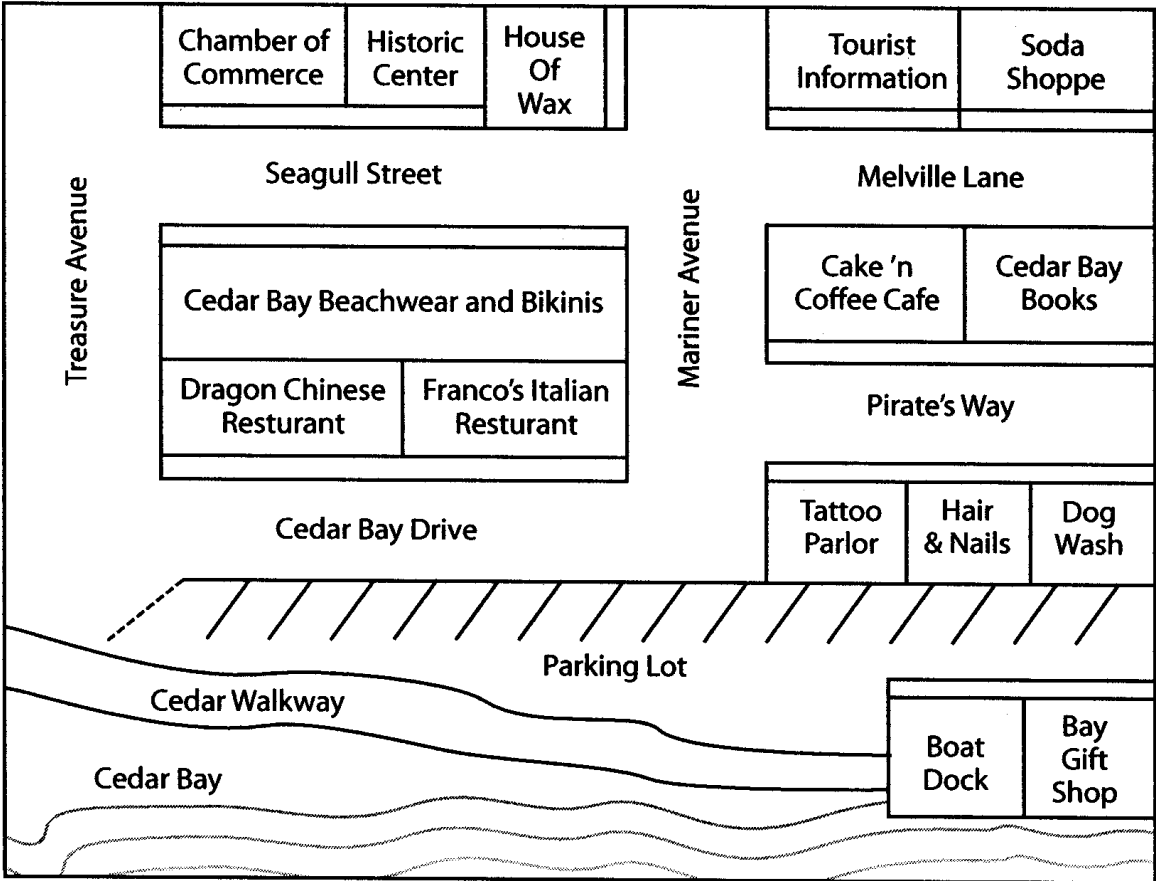 Chamber of
Commerce
Historic
Center
House
Of
Wax
Tourist
Information
Soda
Shoppe
Seagull Street
Melville Lane
Treasure Avenue
Mariner Avenue
Cedar Bay Beachwear and Bikinis
Cake 'n
Coffee Cafe
Cedar Bay
Books
Dragon Chinese
Resturant
Franco's Italian
Resturant
Pirate's Way
Cedar Bay Drive
Tattoo
Parlor
Hair
& Nails
Dog
Wash
Parking Lot
Cedar Walkway
Cedar Bay
Boat
Dock
Bay
Gift
Shop